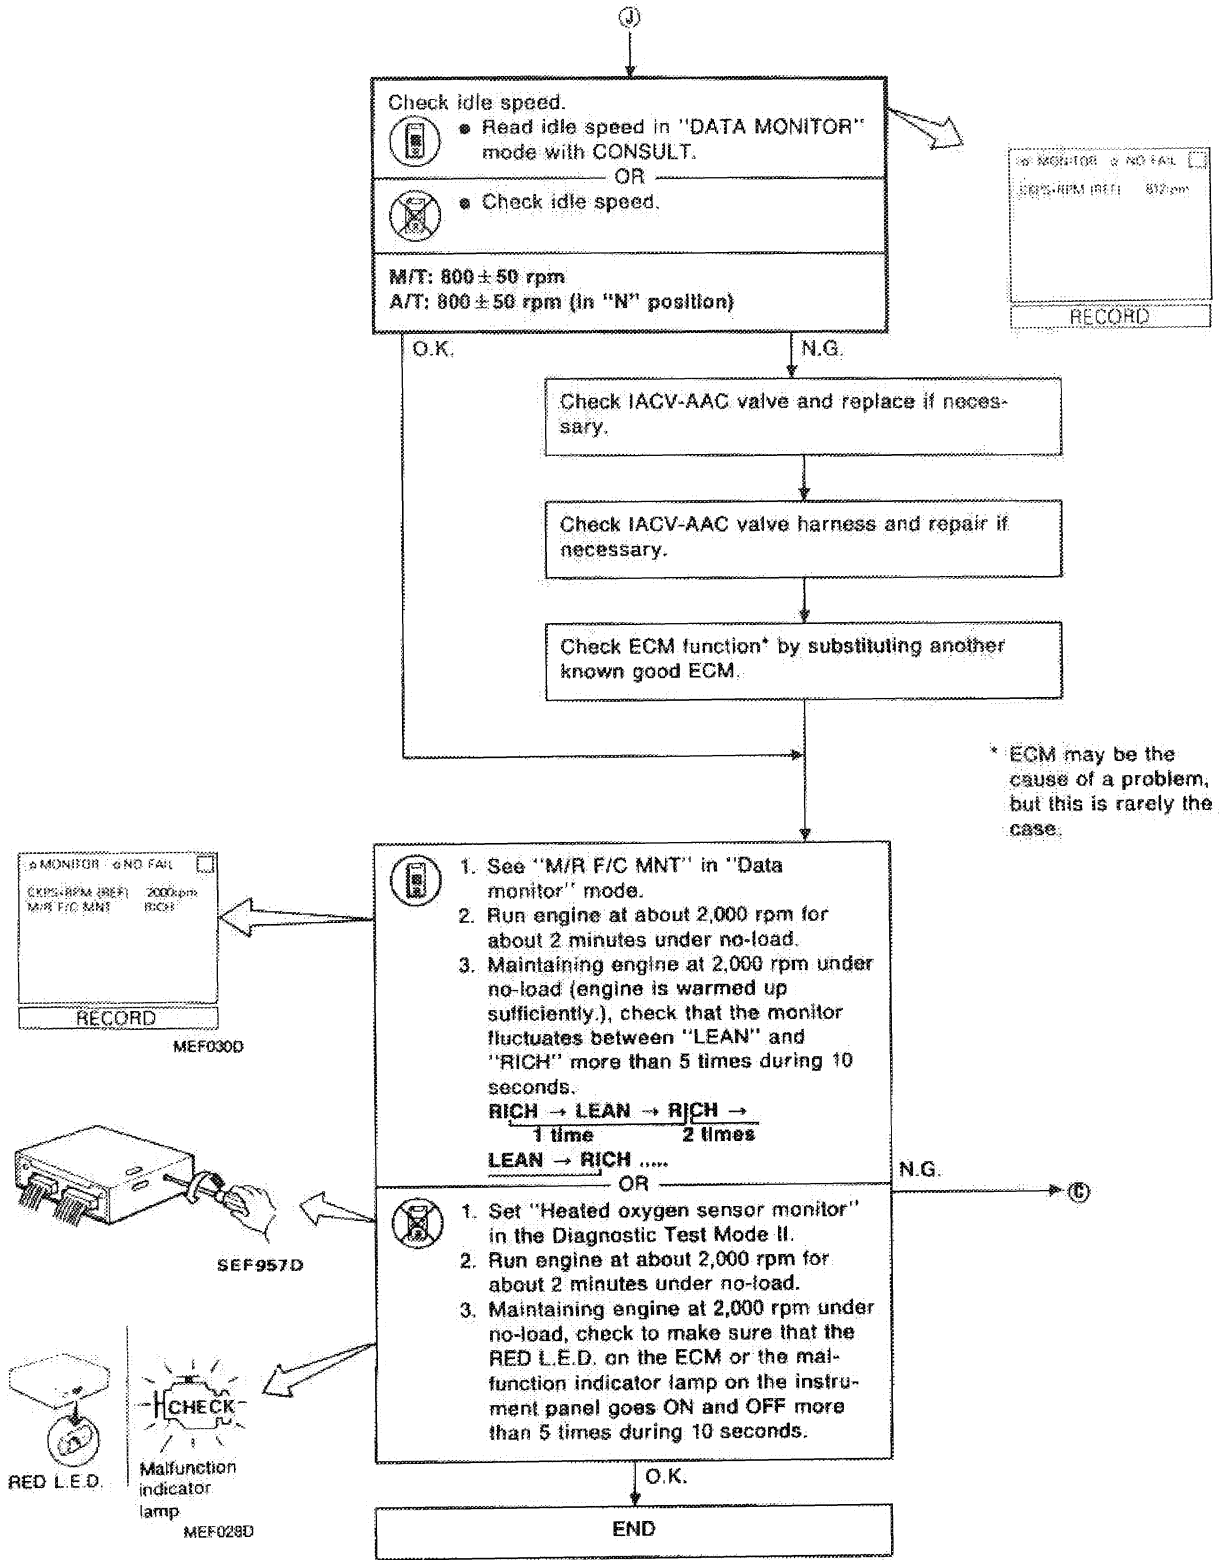 J
Check idle speed.
● Read idle speed in "DATA MONITOR"
mode with CONSULT.
OR
● Check idle speed.
M/T: 800 ± 50 rpm
A/T: 800 ± 50 rpm (in "N" position)
☆ MONITOR ☆ NO FAIL
CKPS•RPM (REF) 812rpm
RECORD
O.K.
N.G.
Check IACV-AAC valve and replace if neces-
sary.
Check IACV-AAC valve harness and repair if
necessary.
Check ECM function* by substituting another
known good ECM.
* ECM may be the
cause of a problem,
but this is rarely the
case.
☆ MONITOR ☆ NO FAIL
CKPS•RPM (REF) 2000rpm
M/R F/C MNT RICH
RECORD
MEF030D
1. See "M/R F/C MNT" in "Data
monitor" mode.
2. Run engine at about 2,000 rpm for
about 2 minutes under no-load.
3. Maintaining engine at 2,000 rpm under
no-load (engine is warmed up
sufficiently.), check that the monitor
fluctuates between "LEAN" and
"RICH" more than 5 times during 10
seconds.
RICH → LEAN → RICH →
1 time 2 times
LEAN → RICH .....
OR
N.G.
C
1. Set "Heated oxygen sensor monitor"
in the Diagnostic Test Mode II.
2. Run engine at about 2,000 rpm for
about 2 minutes under no-load.
3. Maintaining engine at 2,000 rpm under
no-load, check to make sure that the
RED L.E.D. on the ECM or the mal-
function indicator lamp on the instru-
ment panel goes ON and OFF more
than 5 times during 10 seconds.
SEF957D
CHECK
RED L.E.D.
Malfunction
indicator
lamp
MEF028D
O.K.
END